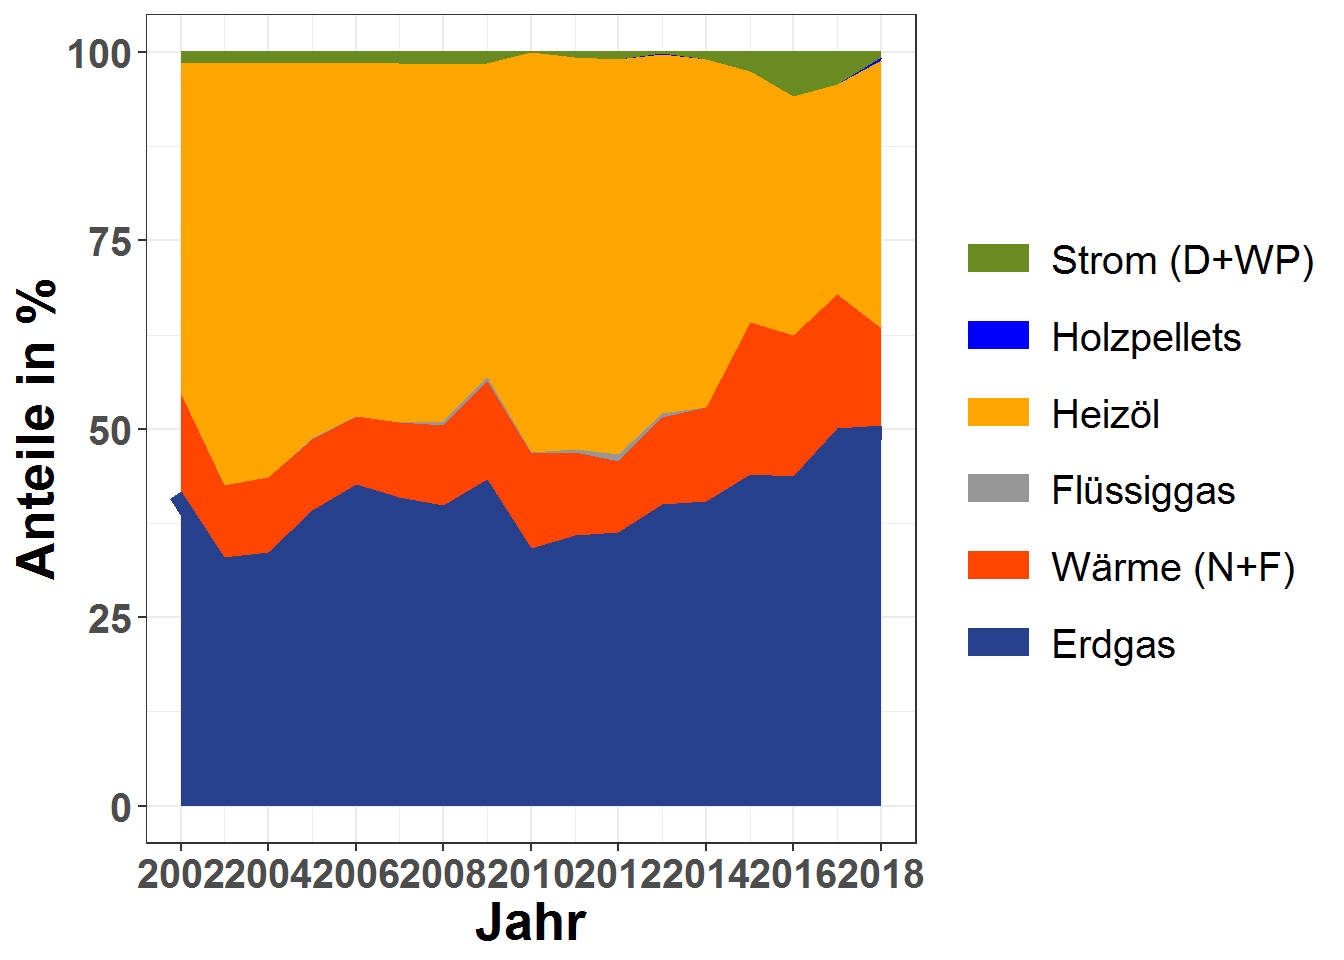 Anteile in %
100
75
50
25
0
2002 2004 2006 2008 2010 2012 2014 2016 2018
Jahr
Strom (D+WP)
Holzpellets
Heizöl
Flüssiggas
Wärme (N+F)
Erdgas